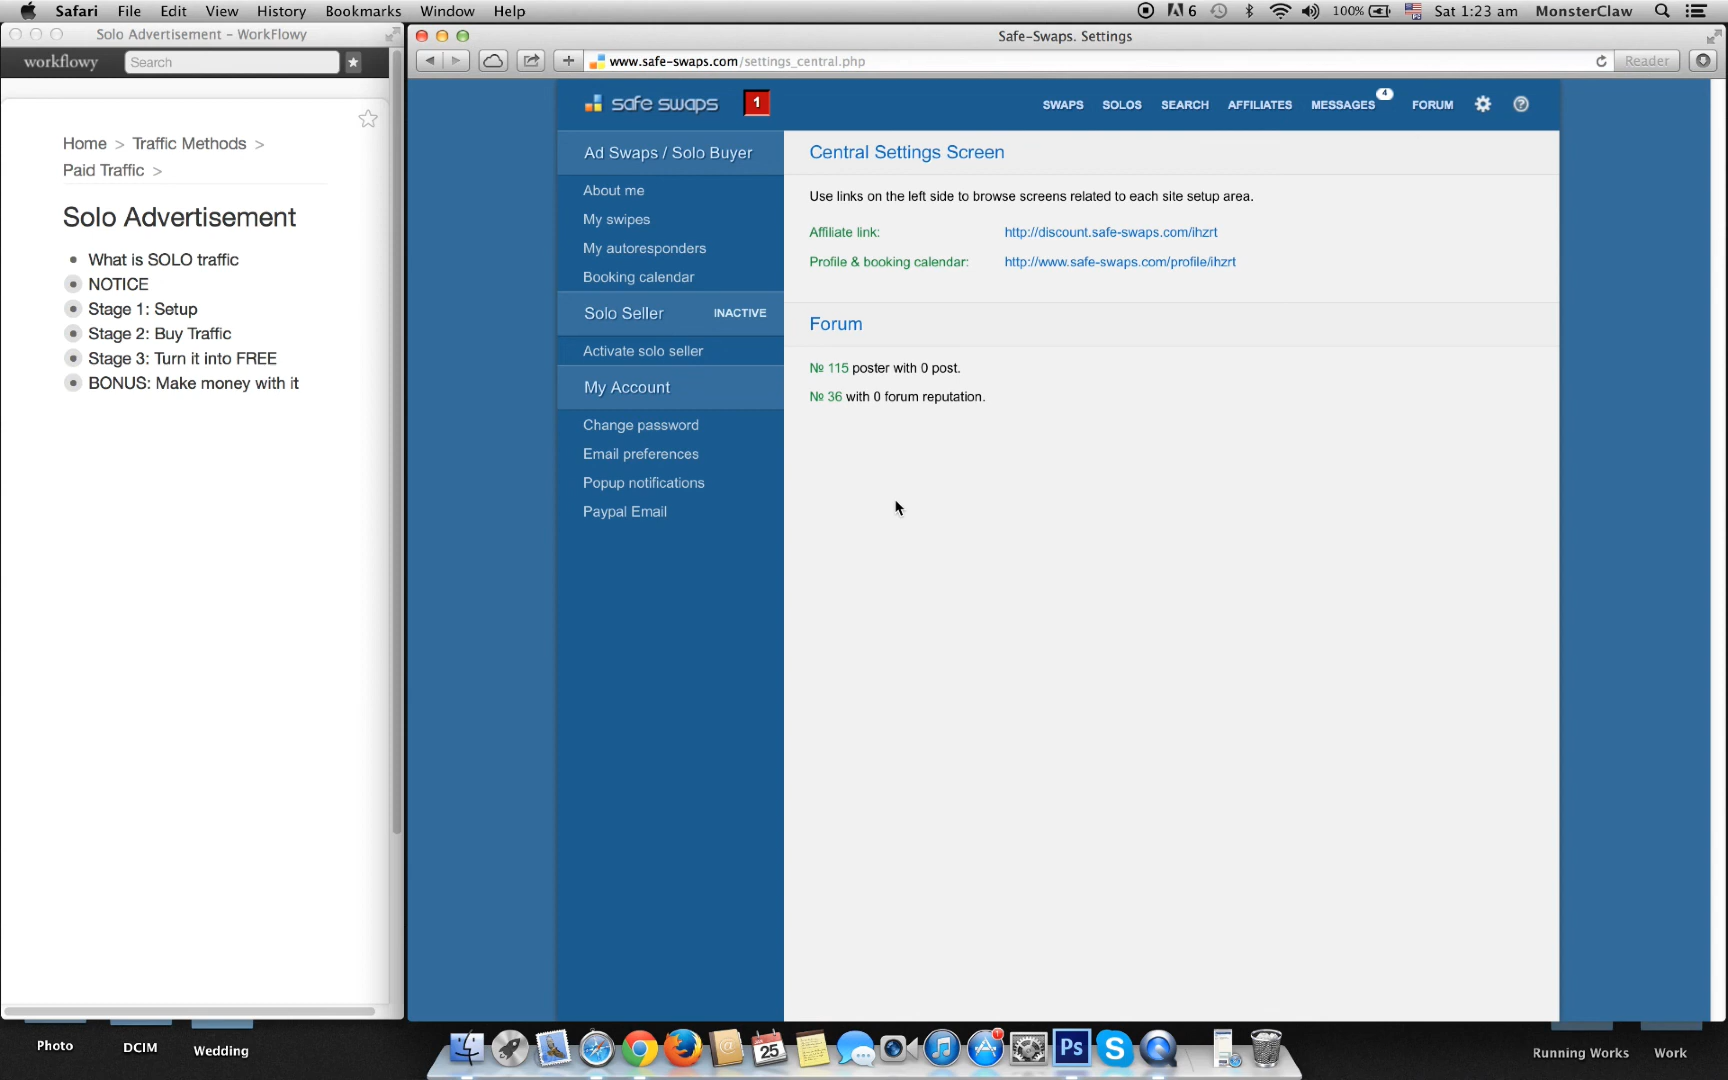 Safari File Edit View History Bookmarks Window Help
6 100% Sat 1:23 am MonsterClaw
Solo Advertisement – WorkFlowy
workflowy Search
Home > Traffic Methods >
Paid Traffic >
Solo Advertisement
What is SOLO traffic
NOTICE
Stage 1: Setup
Stage 2: Buy Traffic
Stage 3: Turn it into FREE
BONUS: Make money with it
Safe-Swaps. Settings
www.safe-swaps.com/settings_central.php Reader
safe swaps 1 SWAPS SOLOS SEARCH AFFILIATES MESSAGES 4 FORUM
Ad Swaps / Solo Buyer
About me
My swipes
My autoresponders
Booking calendar
Solo Seller INACTIVE
Activate solo seller
My Account
Change password
Email preferences
Popup notifications
Paypal Email
Central Settings Screen
Use links on the left side to browse screens related to each site setup area.
Affiliate link: http://discount.safe-swaps.com/ihzrt
Profile & booking calendar: http://www.safe-swaps.com/profile/ihzrt
Forum
№ 115 poster with 0 post.
№ 36 with 0 forum reputation.
Photo DCIM Wedding
25 Ps
Running Works Work